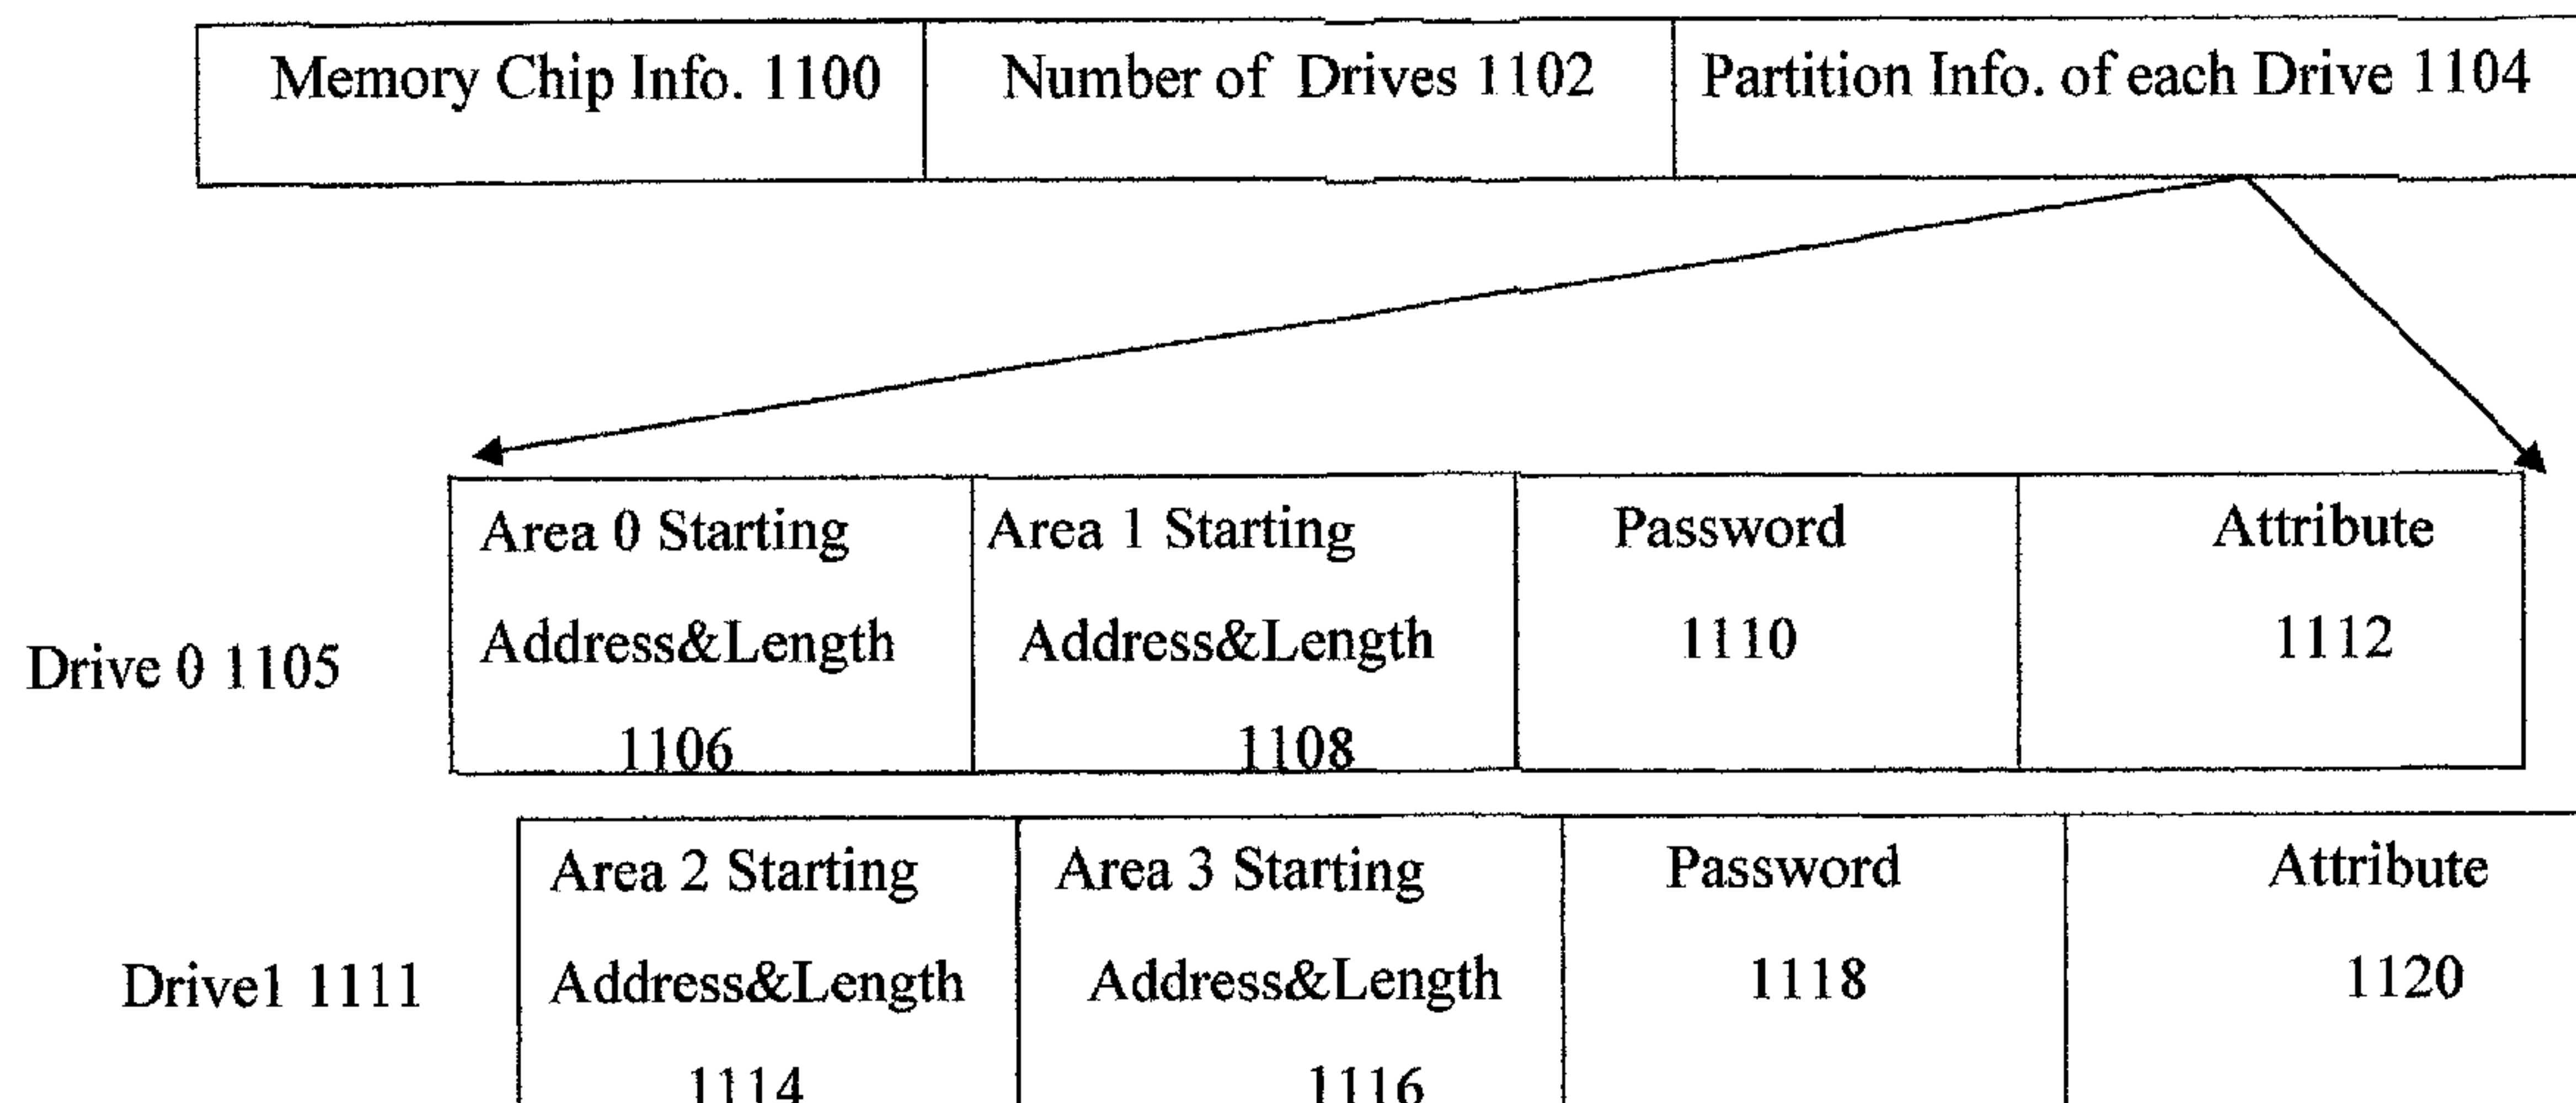 Memory Chip Info. 1100 Number of Drives 1102 Partition Info. of each Drive 1104
Area 0 Starting Area 1 Starting Password Attribute
Address&Length Address&Length 1110 1112
Drive 0 1105
1106 1108
Area 2 Starting Area 3 Starting Password Attribute
Drive1 1111 Address&Length Address&Length 1118 1120
1114 1116